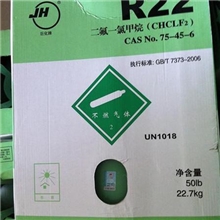 JH
R22
二氟一氯甲烷 (CHCLF₂)
CAS No. 75-45-6
执行标准: GB/T 7373-2006
不燃气体
2
UN1018
净含量
50lb
22.7kg